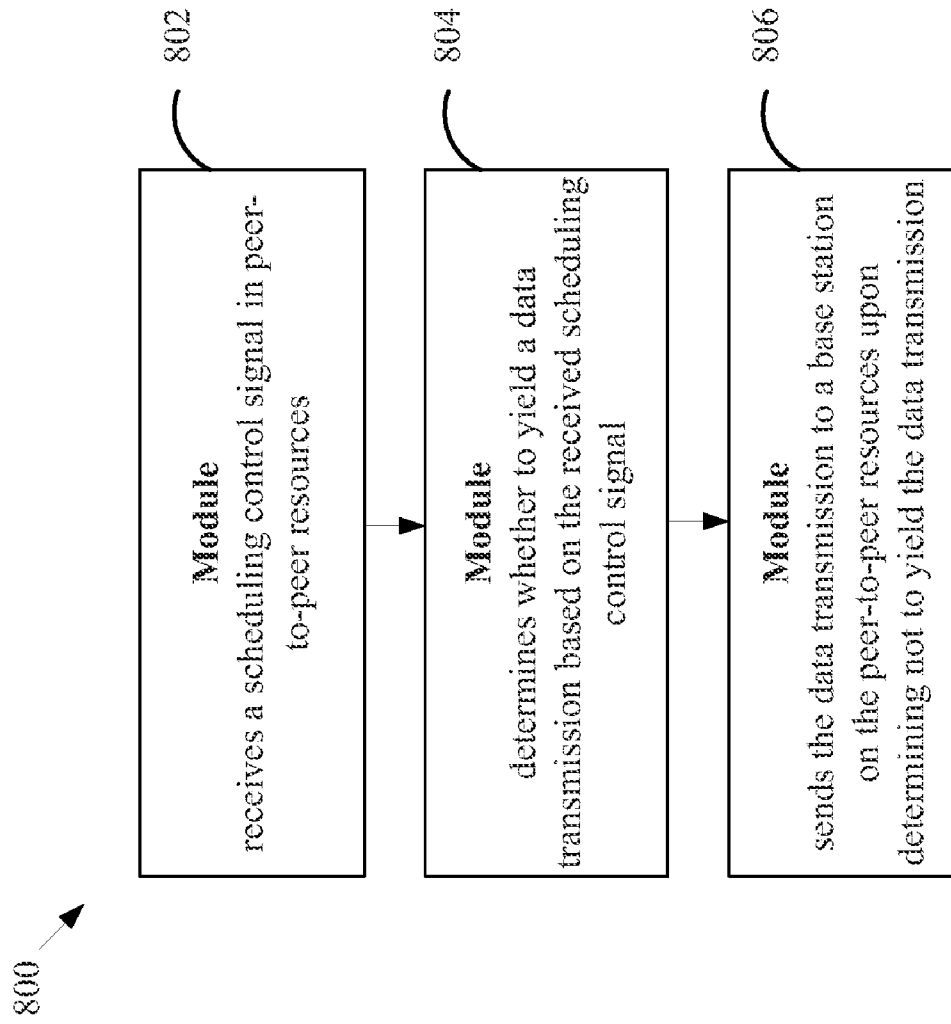 800
Module
receives a scheduling control signal in peer-
to-peer resources
802
Module
determines whether to yield a data
transmission based on the received scheduling
control signal
804
Module
sends the data transmission to a base station
on the peer-to-peer resources upon
determining not to yield the data transmission
806